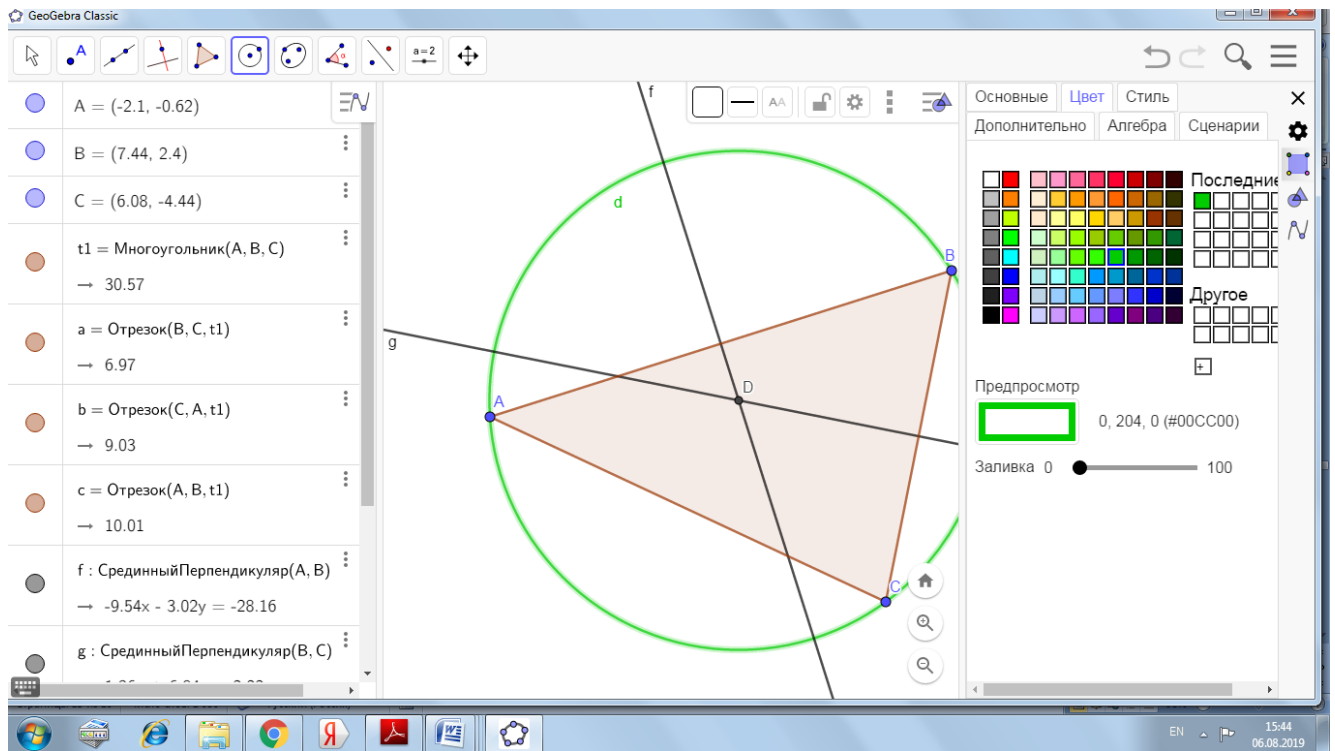 GeoGebra Classic
A
a=2
A = (-2.1, -0.62)
B = (7.44, 2.4)
C = (6.08, -4.44)
t1 = Многоугольник(A, B, C)
→ 30.57
a = Отрезок(B, C, t1)
→ 6.97
b = Отрезок(C, A, t1)
→ 9.03
c = Отрезок(A, B, t1)
→ 10.01
f : СрединныйПерпендикуляр(A, B)
→ -9.54x - 3.02y = -28.16
g : СрединныйПерпендикуляр(B, C)
f
AA
d
B
g
D
A
C
Основные Цвет Стиль
Дополнительно Алгебра Сценарии
Последние
Другое
+
Предпросмотр
0, 204, 0 (#00CC00)
Заливка 0 100
EN
15:44
06.08.2019